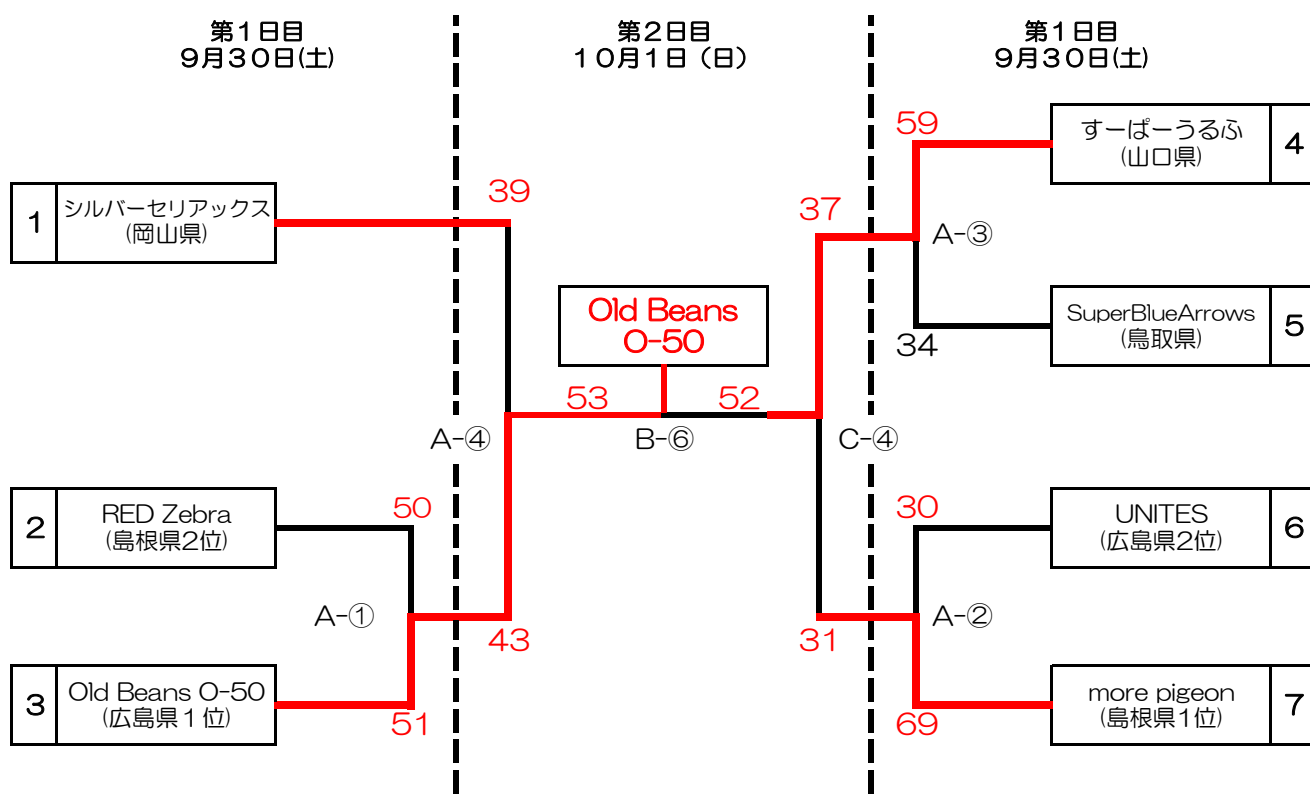 第1日目
9月30日(土)
第2日目
10月1日（日）
第1日目
9月30日(土)
59
すーぱーうるふ
(山口県)
4
39
37
1
シルバーセリアックス
(岡山県)
A-③
Old Beans
O-50
SuperBlueArrows
(鳥取県)
5
34
53
52
A-④
B-⑥
C-④
2
RED Zebra
(島根県2位)
50
30
UNITES
(広島県2位)
6
A-①
43
31
A-②
3
Old Beans O-50
(広島県１位)
51
69
more pigeon
(島根県1位)
7